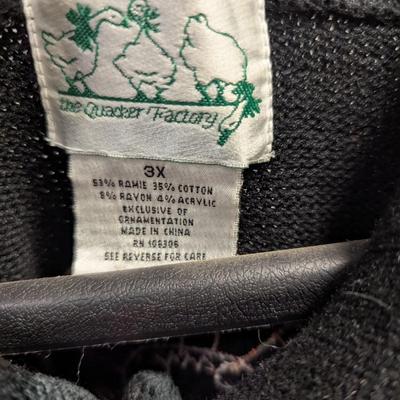 the Quacker Factory
3X
53% RAMIE 35% COTTON
8% RAYON 4% ACRYLIC
EXCLUSIVE OF
ORNAMENTATION
MADE IN CHINA
RN 108306
SEE REVERSE FOR CARE